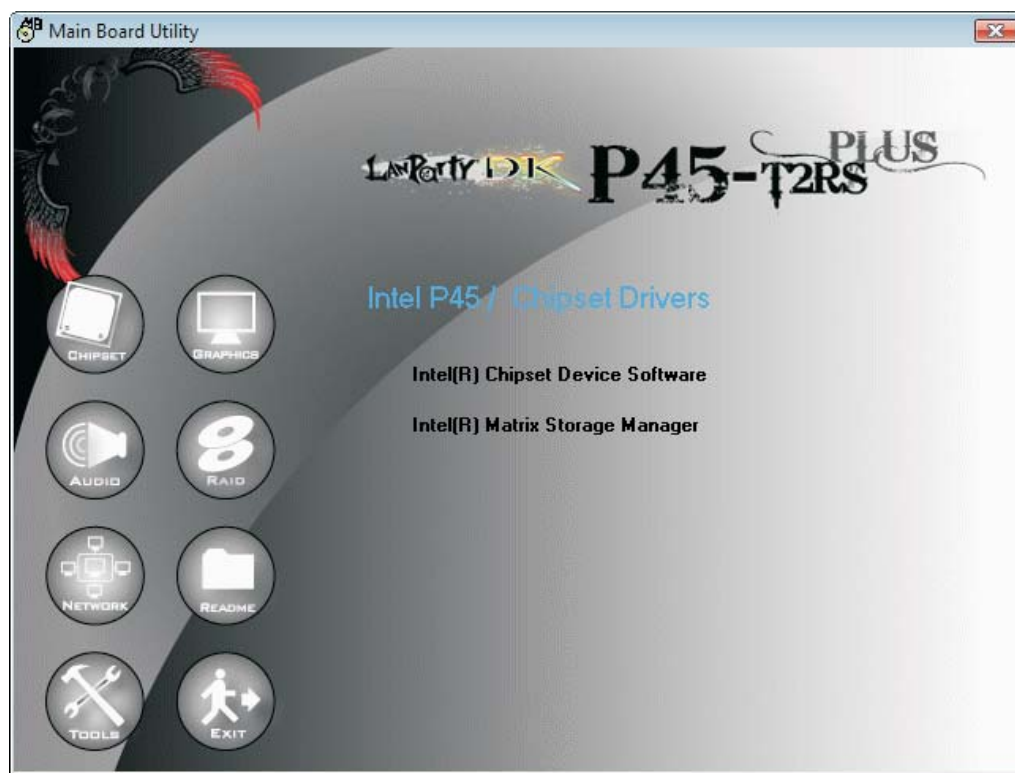 Main Board Utility
LANPARTY DK P45-T2RS PLUS
Intel P45 / Chipset Drivers
Intel(R) Chipset Device Software
Intel(R) Matrix Storage Manager
CHIPSET
GRAPHICS
AUDIO
RAID
NETWORK
README
TOOLS
EXIT